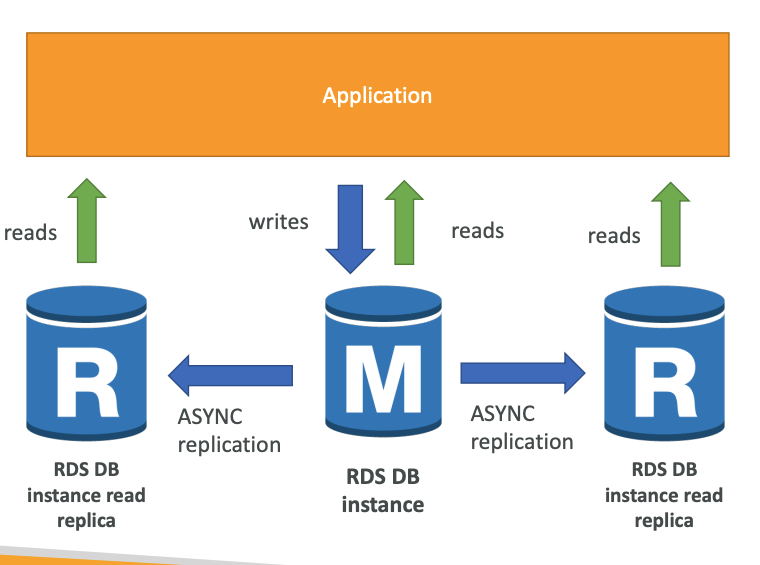 Application
reads
writes
reads
reads
R
M
R
ASYNC
replication
ASYNC
replication
RDS DB
instance read
replica
RDS DB
instance
RDS DB
instance read
replica